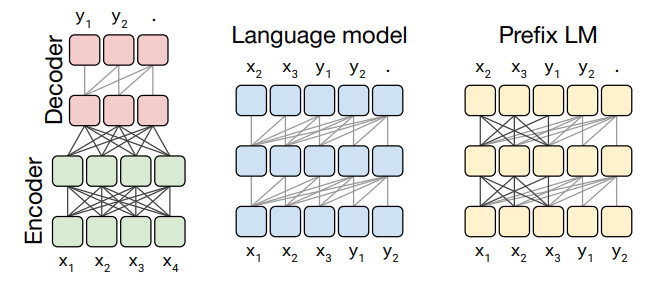 y₁ y₂ .
Decoder
Encoder
x₁ x₂ x₃ x₄
Language model
x₂ x₃ y₁ y₂ .
x₁ x₂ x₃ y₁ y₂
Prefix LM
x₂ x₃ y₁ y₂ .
x₁ x₂ x₃ y₁ y₂